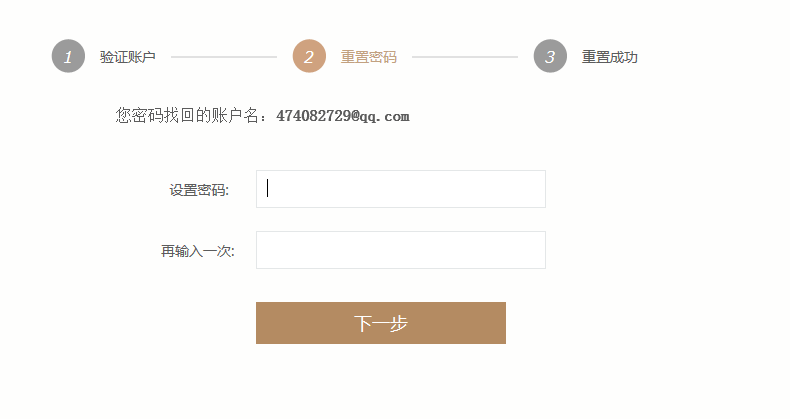 1 验证账户 2 重置密码 3 重置成功
您密码找回的账户名：474082729@qq.com
设置密码:
再输入一次:
下一步